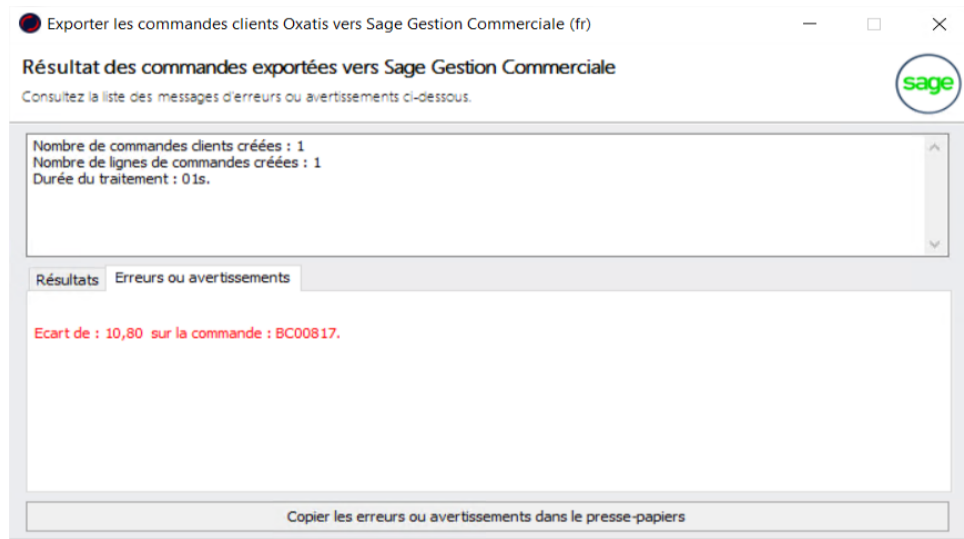 Exporter les commandes clients Oxatis vers Sage Gestion Commerciale (fr)
Résultat des commandes exportées vers Sage Gestion Commerciale
Consultez la liste des messages d'erreurs ou avertissements ci-dessous.
sage
Nombre de commandes clients créées : 1
Nombre de lignes de commandes créées : 1
Durée du traitement : 01s.
Résultats
Erreurs ou avertissements
Ecart de : 10,80 sur la commande : BC00817.
Copier les erreurs ou avertissements dans le presse-papiers